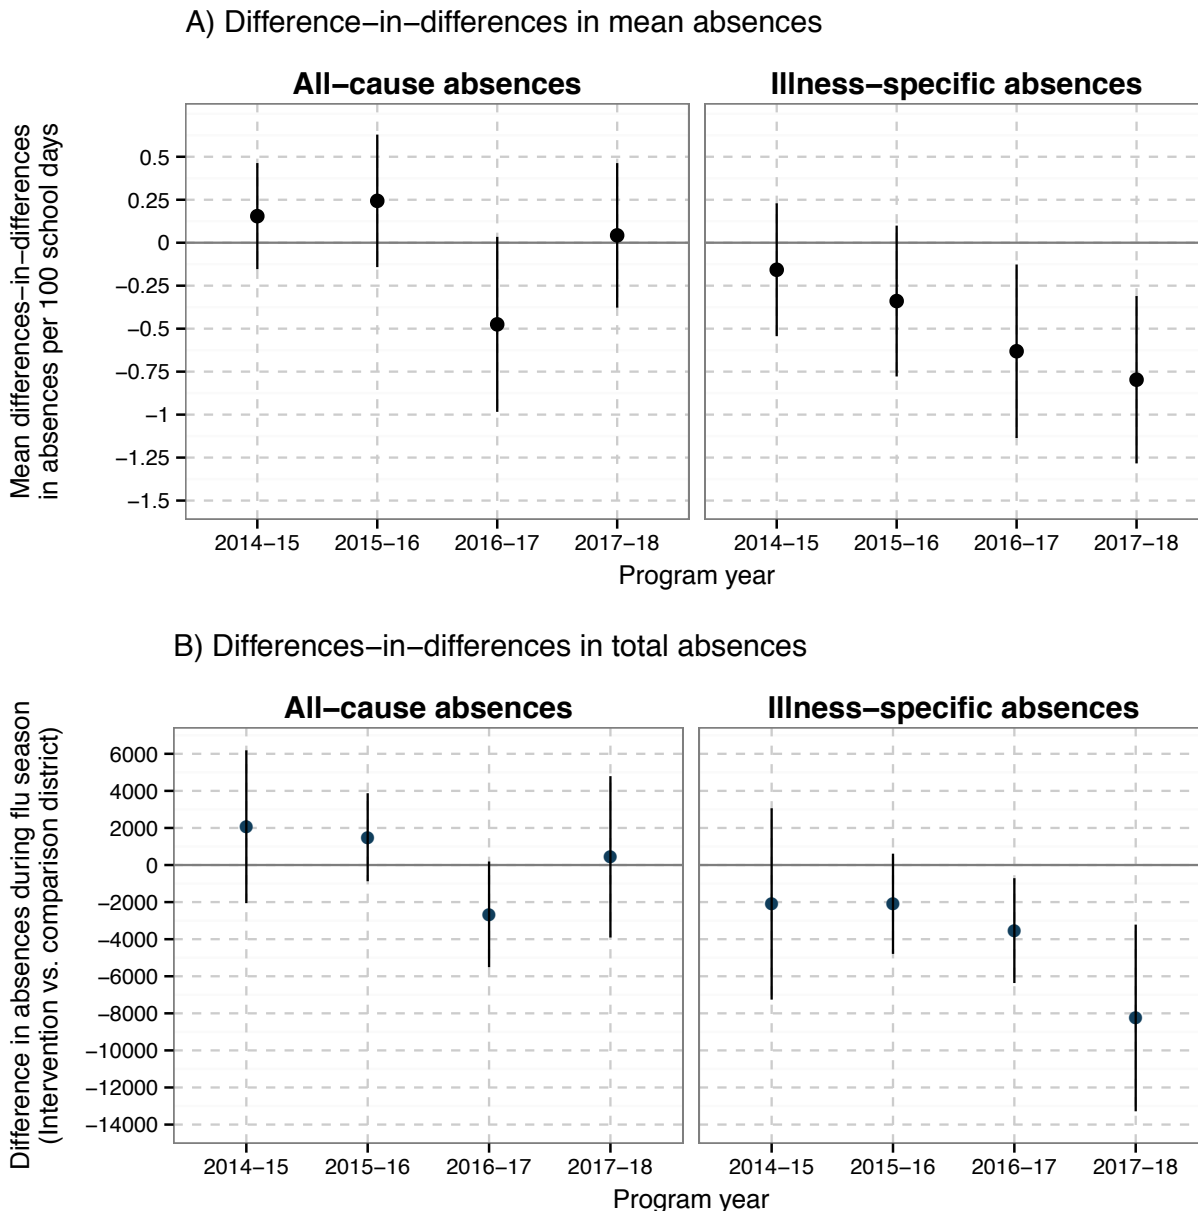 A) Difference−in−differences in mean absences
All−cause absences
Illness−specific absences
Mean differences−in−differences
in absences per 100 school days
0.5
0.25
0
−0.25
−0.5
−0.75
−1
−1.25
−1.5
2014−15 2015−16 2016−17 2017−18
2014−15 2015−16 2016−17 2017−18
Program year
B) Differences−in−differences in total absences
All−cause absences
Illness−specific absences
Difference in absences during flu season
(Intervention vs. comparison district)
6000
4000
2000
0
−2000
−4000
−6000
−8000
−10000
−12000
−14000
2014−15 2015−16 2016−17 2017−18
2014−15 2015−16 2016−17 2017−18
Program year